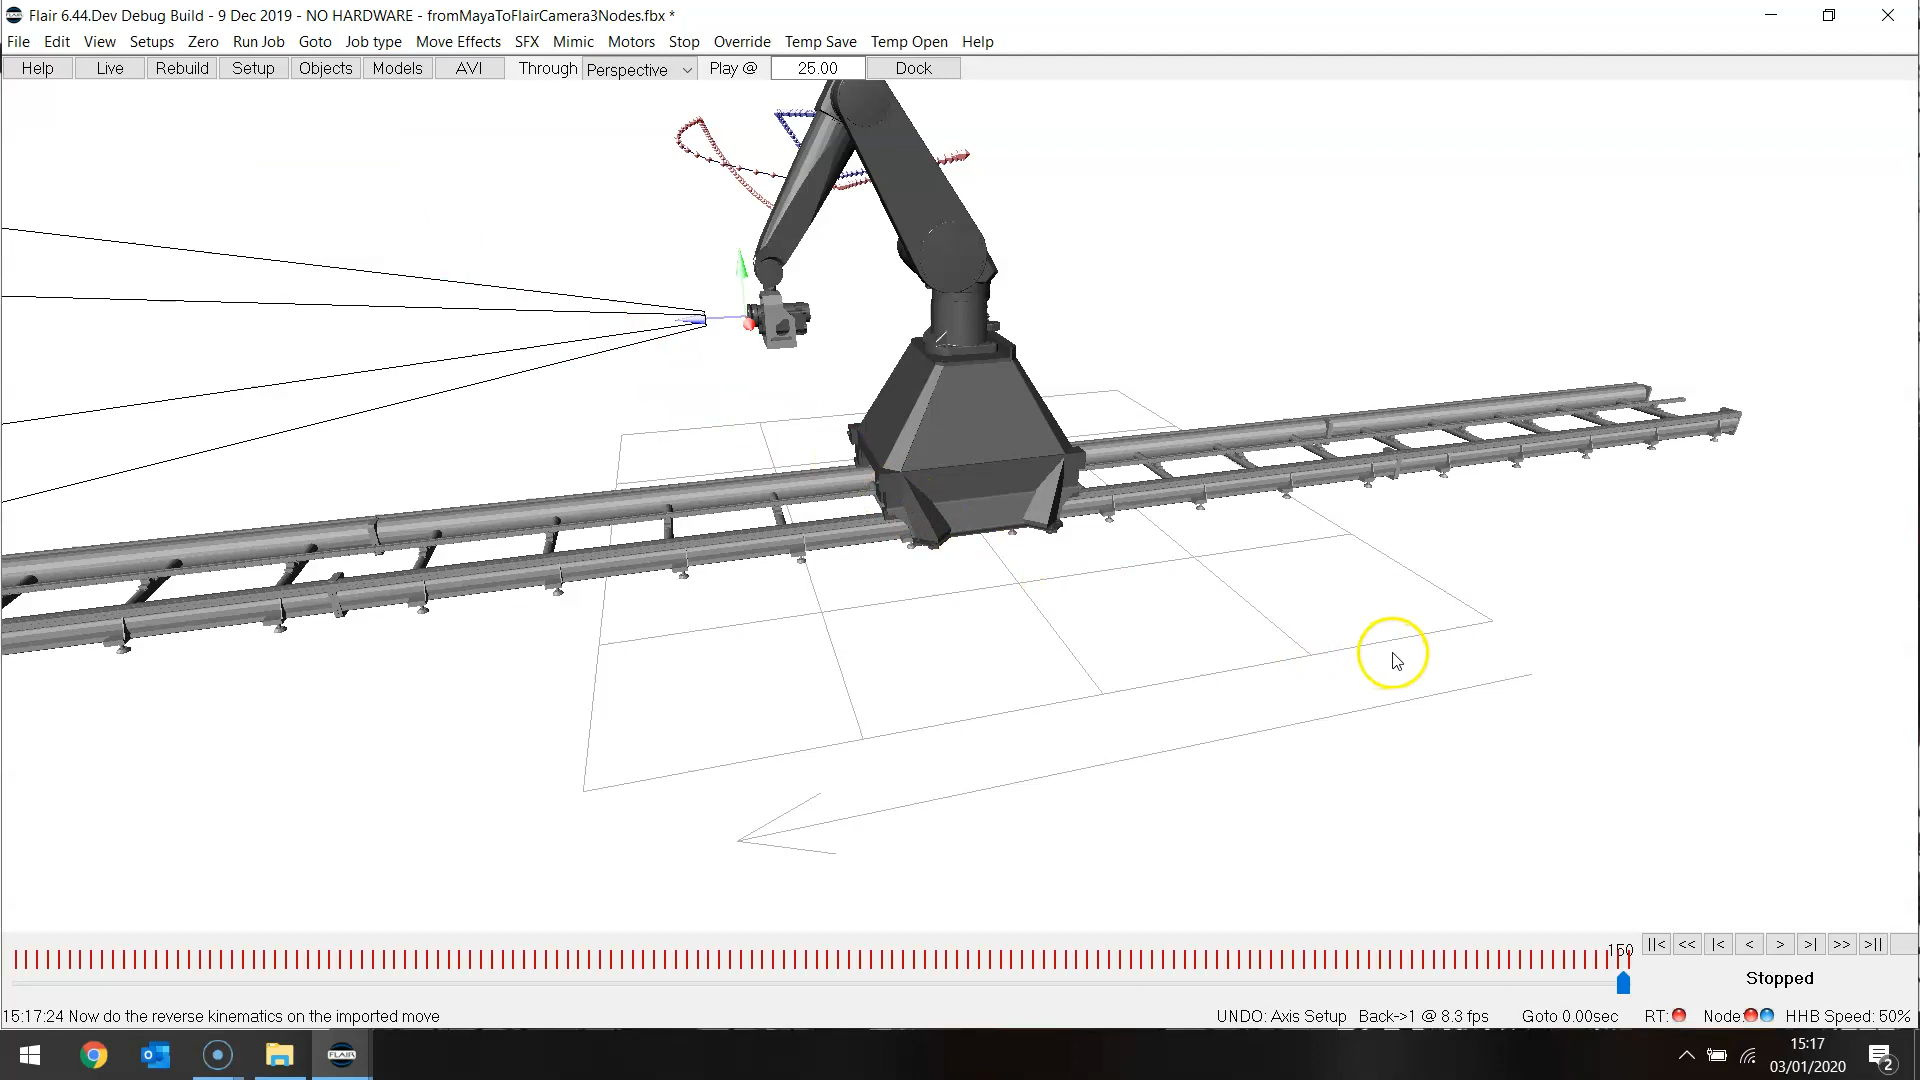 Flair 6.44.Dev Debug Build - 9 Dec 2019 - NO HARDWARE - fromMayaToFlairCamera3Nodes.fbx *
File Edit View Setups Zero Run Job Goto Job type Move Effects SFX Mimic Motors Stop Override Temp Save Temp Open Help
Help Live Rebuild Setup Objects Models AVI Through Perspective Play @ 25.00 Dock
150 ||< << |< < > >| >> >||
Stopped
15:17:24 Now do the reverse kinematics on the imported move UNDO: Axis Setup Back->1 @ 8.3 fps Goto 0.00sec RT: Node: HHB Speed: 50%
FLAIR 15:17
03/01/2020 2